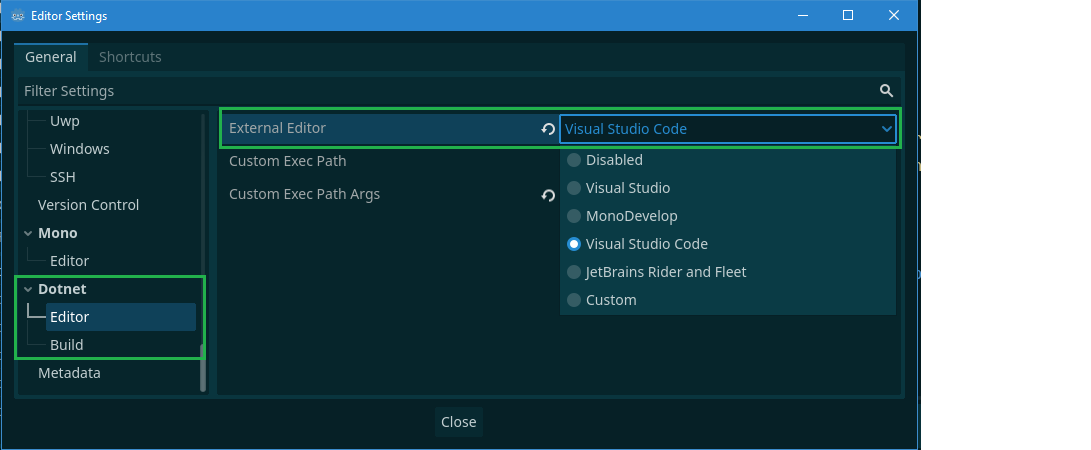 Editor Settings
General
Shortcuts
Filter Settings
Uwp
Windows
SSH
Version Control
Mono
Editor
Dotnet
Editor
Build
Metadata
External Editor
Visual Studio Code
Custom Exec Path
Custom Exec Path Args
Disabled
Visual Studio
MonoDevelop
Visual Studio Code
JetBrains Rider and Fleet
Custom
Close